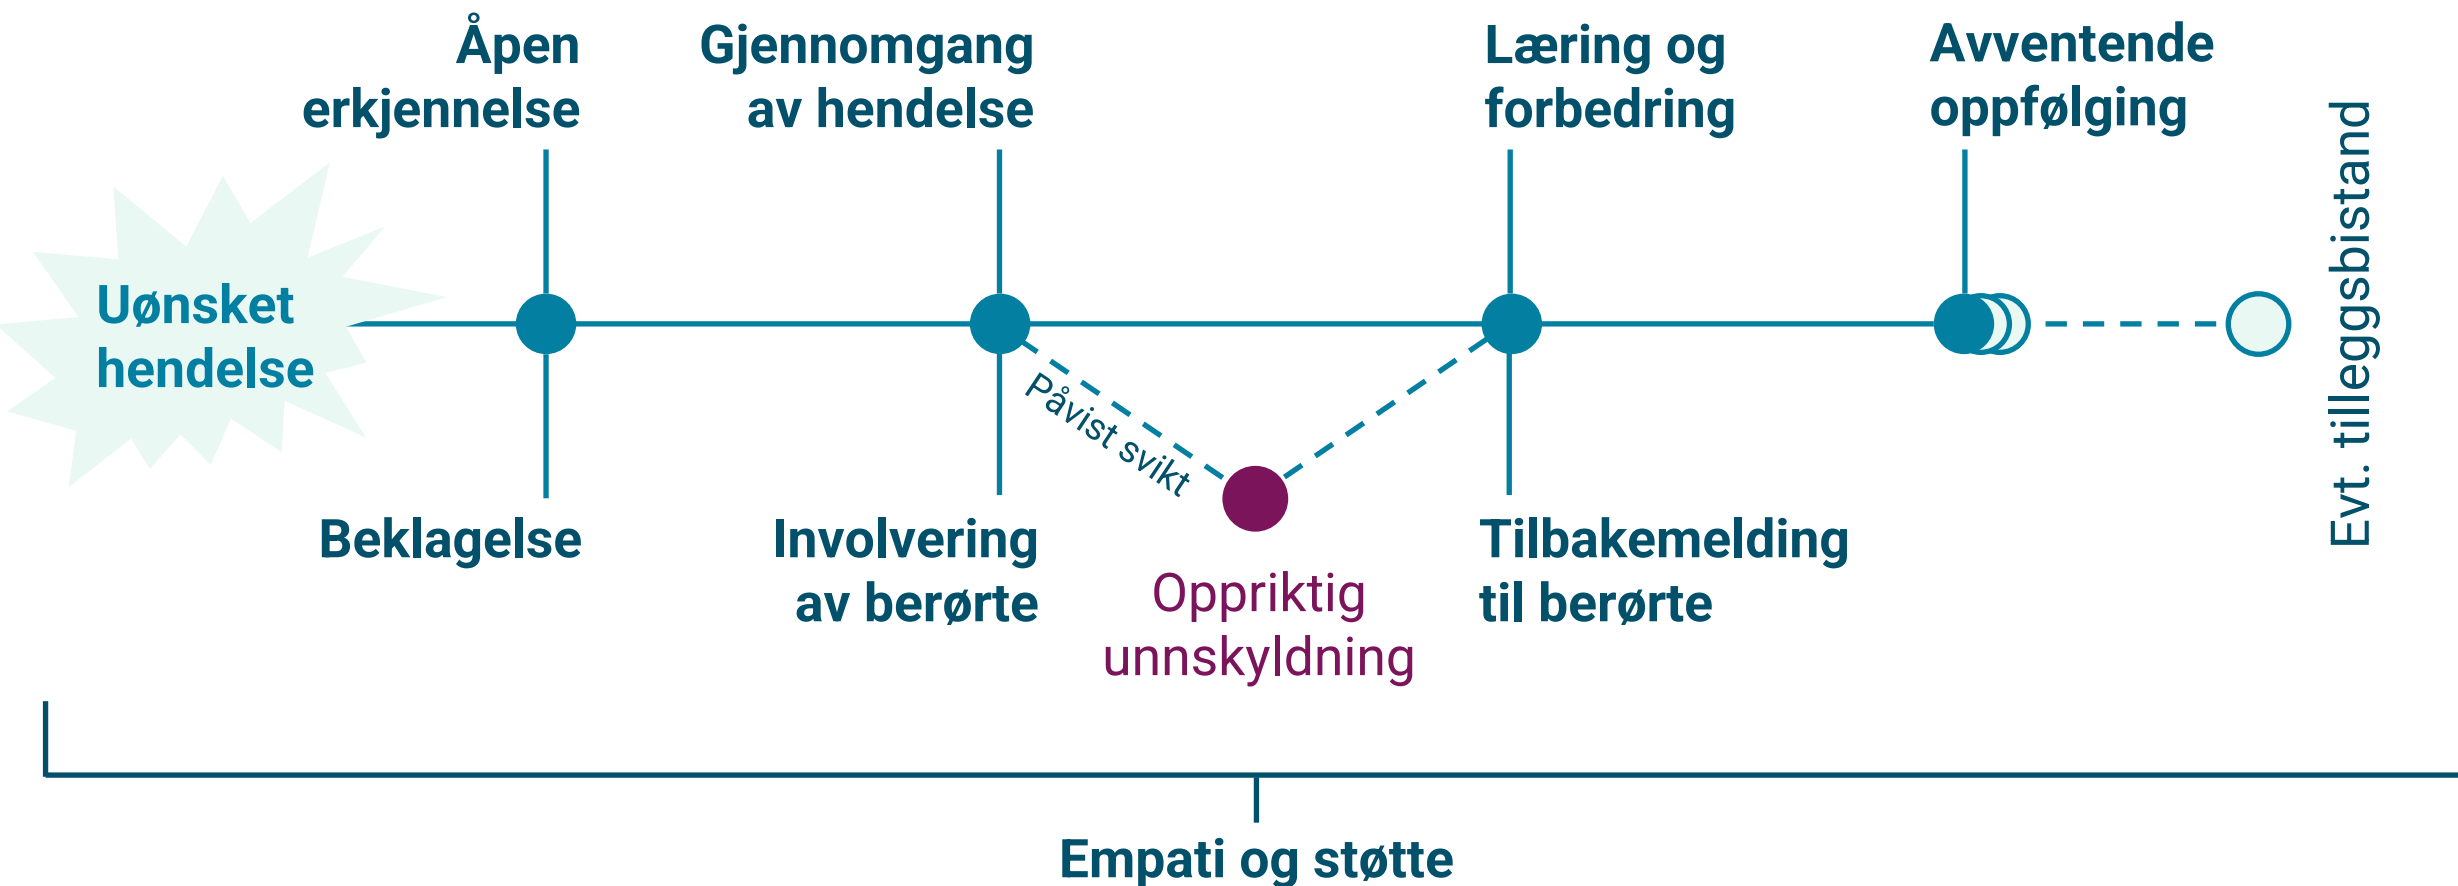 Åpen
erkjennelse
Gjennomgang
av hendelse
Læring og
forbedring
Avventende
oppfølging
Evt. tilleggsbistand
Uønsket
hendelse
Påvist svikt
Beklagelse
Involvering
av berørte
Oppriktig
unnskyldning
Tilbakemelding
til berørte
Empati og støtte